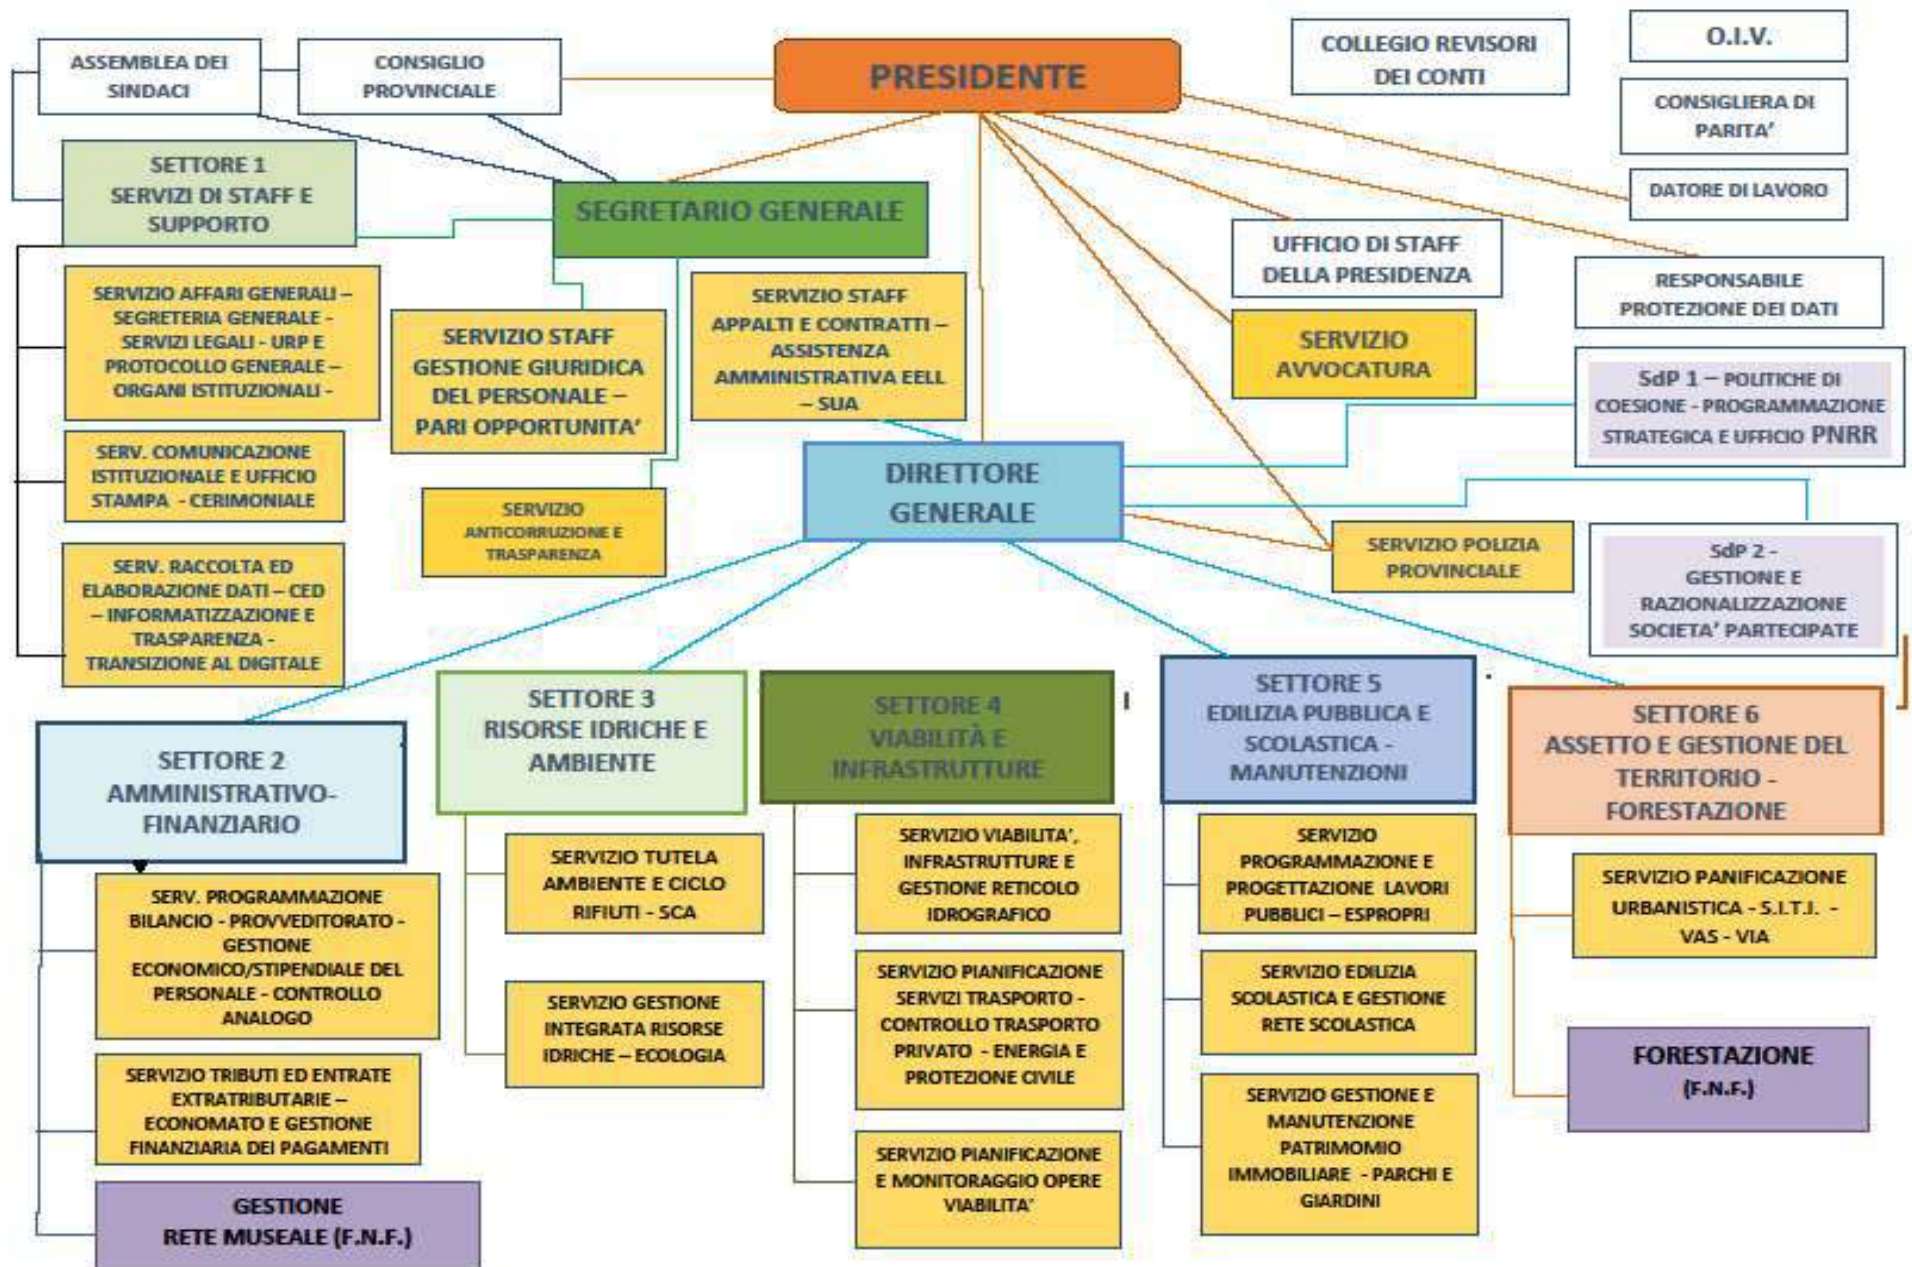 ASSEMBLEA DEI
SINDACI
CONSIGLIO
PROVINCIALE
PRESIDENTE
COLLEGIO REVISORI
DEI CONTI
O.I.V.
CONSIGLIERA DI
PARITA'
DATORE DI LAVORO
SETTORE 1
SERVIZI DI STAFF E
SUPPORTO
SEGRETARIO GENERALE
UFFICIO DI STAFF
DELLA PRESIDENZA
RESPONSABILE
PROTEZIONE DEI DATI
SERVIZIO AFFARI GENERALI –
SEGRETERIA GENERALE -
SERVIZI LEGALI - URP E
PROTOCOLLO GENERALE –
ORGANI ISTITUZIONALI -
SERVIZIO STAFF
GESTIONE GIURIDICA
DEL PERSONALE –
PARI OPPORTUNITA'
SERVIZIO STAFF
APPALTI E CONTRATTI –
ASSISTENZA
AMMINISTRATIVA EELL
– SUA
SERVIZIO
AVVOCATURA
SdP 1 – POLITICHE DI
COESIONE - PROGRAMMAZIONE
STRATEGICA E UFFICIO PNRR
SERV. COMUNICAZIONE
ISTITUZIONALE E UFFICIO
STAMPA - CERIMONIALE
SERVIZIO
ANTICORRUZIONE E
TRASPARENZA
DIRETTORE
GENERALE
SERVIZIO POLIZIA
PROVINCIALE
SdP 2 -
GESTIONE E
RAZIONALIZZAZIONE
SOCIETA' PARTECIPATE
SERV. RACCOLTA ED
ELABORAZIONE DATI – CED
– INFORMATIZZAZIONE E
TRASPARENZA -
TRANSIZIONE AL DIGITALE
SETTORE 2
AMMINISTRATIVO-
FINANZIARIO
SERV. PROGRAMMAZIONE
BILANCIO - PROVVEDITORATO -
GESTIONE
ECONOMICO/STIPENDIALE DEL
PERSONALE - CONTROLLO
ANALOGO
SERVIZIO TRIBUTI ED ENTRATE
EXTRATRIBUTARIE –
ECONOMATO E GESTIONE
FINANZIARIA DEI PAGAMENTI
GESTIONE
RETE MUSEALE (F.N.F.)
SETTORE 3
RISORSE IDRICHE E
AMBIENTE
SERVIZIO TUTELA
AMBIENTE E CICLO
RIFIUTI - SCA
SERVIZIO GESTIONE
INTEGRATA RISORSE
IDRICHE – ECOLOGIA
SETTORE 4
VIABILITÀ E
INFRASTRUTTURE
SERVIZIO VIABILITA',
INFRASTRUTTURE E
GESTIONE RETICOLO
IDROGRAFICO
SERVIZIO PIANIFICAZIONE
SERVIZI TRASPORTO -
CONTROLLO TRASPORTO
PRIVATO - ENERGIA E
PROTEZIONE CIVILE
SERVIZIO PIANIFICAZIONE
E MONITORAGGIO OPERE
VIABILITA'
SETTORE 5
EDILIZIA PUBBLICA E
SCOLASTICA -
MANUTENZIONI
SERVIZIO
PROGRAMMAZIONE E
PROGETTAZIONE LAVORI
PUBBLICI – ESPROPRI
SERVIZIO EDILIZIA
SCOLASTICA E GESTIONE
RETE SCOLASTICA
SERVIZIO GESTIONE E
MANUTENZIONE
PATRIMOMIO
IMMOBILIARE - PARCHI E
GIARDINI
SETTORE 6
ASSETTO E GESTIONE DEL
TERRITORIO -
FORESTAZIONE
SERVIZIO PANIFICAZIONE
URBANISTICA - S.I.T.I. -
VAS - VIA
FORESTAZIONE
(F.N.F.)